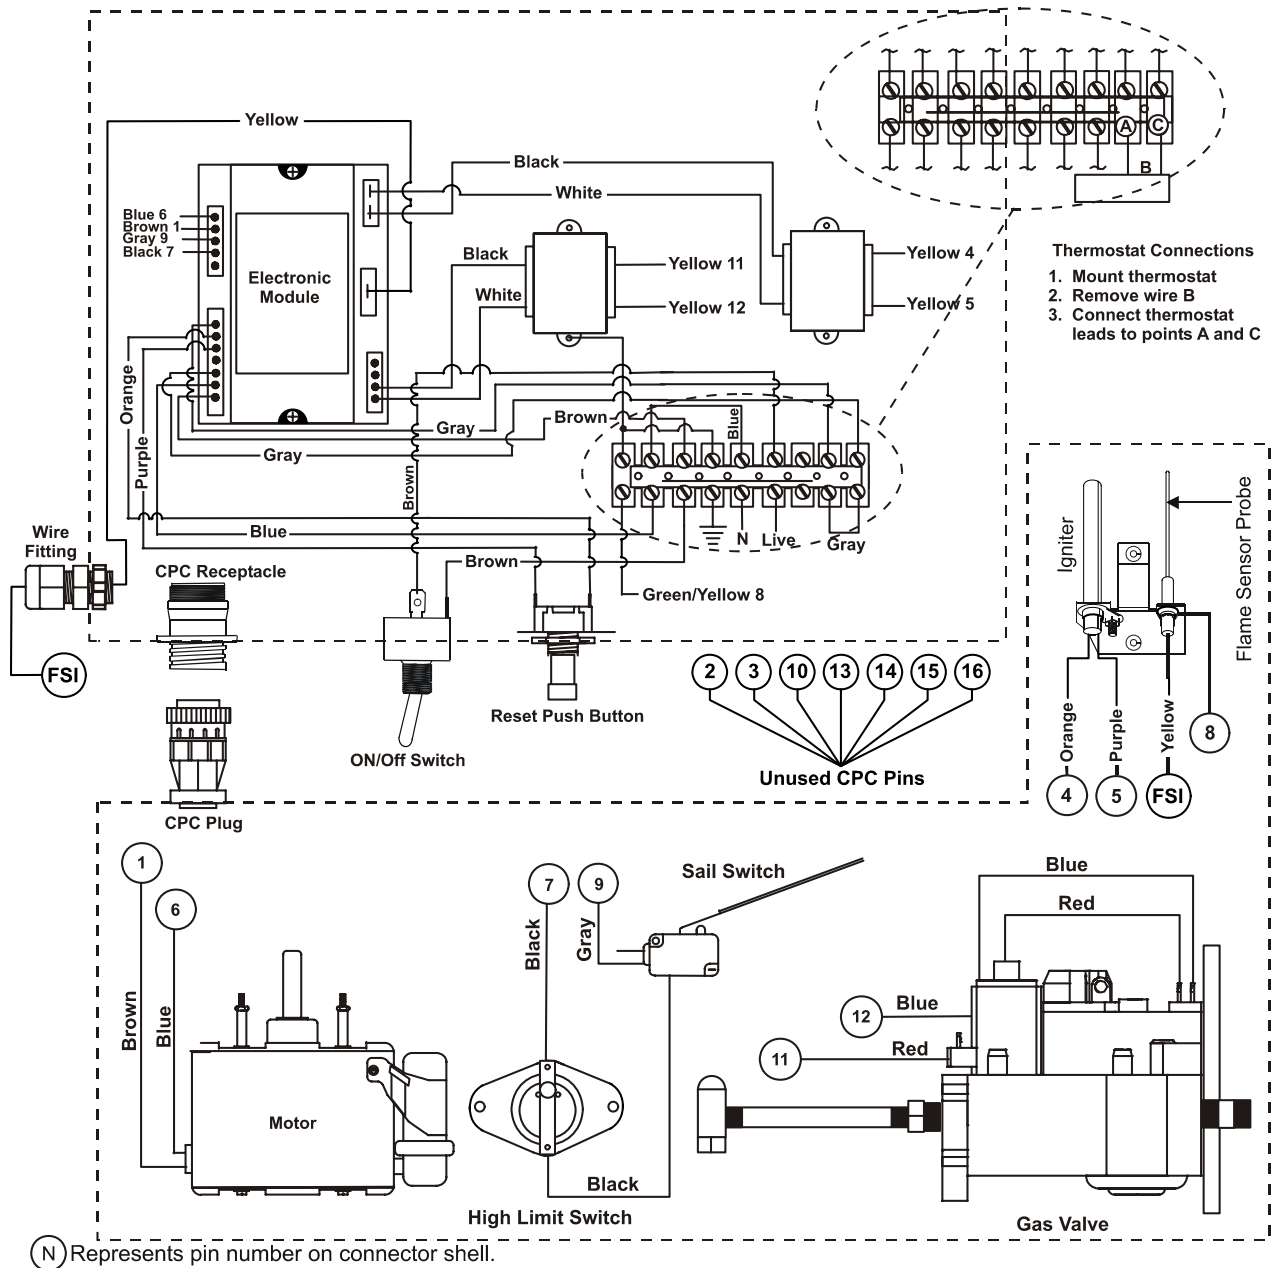 Yellow
Black
White
A
C
B
Blue 6
Brown 1
Gray 9
Black 7
Electronic
Module
Black
White
Yellow 11
Yellow 12
Yellow 4
Yellow 5
Thermostat Connections
1. Mount thermostat
2. Remove wire B
3. Connect thermostat
leads to points A and C
Orange
Purple
Gray
Gray
Brown
Blue
Brown
Blue
Brown
N
Live
Gray
Green/Yellow 8
Wire
Fitting
FSI
CPC Receptacle
CPC Plug
ON/Off Switch
Reset Push Button
2
3
10
13
14
15
16
Unused CPC Pins
Igniter
Flame Sensor Probe
Orange
Purple
Yellow
8
4
5
FSI
1
6
Brown
Blue
Motor
7
9
Black
Gray
Sail Switch
Black
High Limit Switch
Blue
Red
12
Blue
11
Red
Gas Valve
N Represents pin number on connector shell.